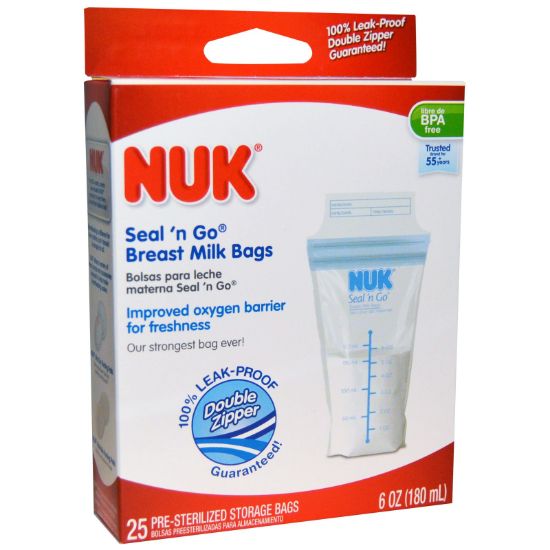 100% Leak-Proof
Double Zipper
Guaranteed!
libre de
BPA
free
Trusted
Brand for
55+
years
NUK®
Seal 'n Go®
Breast Milk Bags
Bolsas para leche
materna Seal 'n Go®
Improved oxygen barrier
for freshness
Our strongest bag ever!
100% LEAK-PROOF
Double
Zipper
Guaranteed!
NUK®
Seal 'n Go®
25 PRE-STERILIZED STORAGE BAGS
BOLSAS PREESTERILIZADAS PARA ALMACENAMIENTO
6 OZ (180 mL)